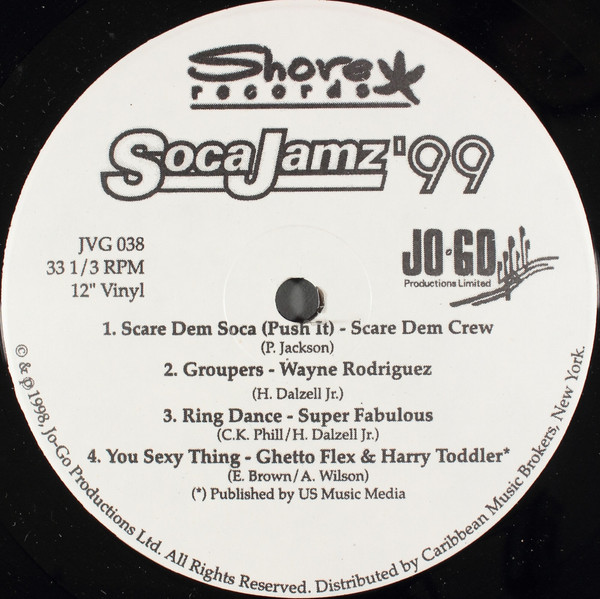 Shore
records
SocaJamz '99
JVG 038
33 1/3 RPM
12" Vinyl
JO·GO
Productions Limited
1. Scare Dem Soca (Push It) - Scare Dem Crew
(P. Jackson)
2. Groupers - Wayne Rodriguez
(H. Dalzell Jr.)
3. Ring Dance - Super Fabulous
(C.K. Phill/H. Dalzell Jr.)
4. You Sexy Thing - Ghetto Flex & Harry Toddler*
(E. Brown/A. Wilson)
(*) Published by US Music Media
© & ℗ 1998, Jo-Go Productions Ltd. All Rights Reserved. Distributed by Caribbean Music Brokers, New York.